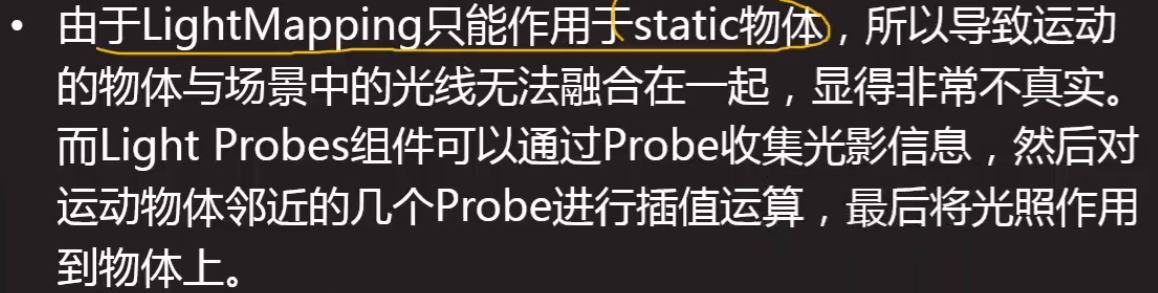 • 由于LightMapping只能作用于static物体，所以导致运动
的物体与场景中的光线无法融合在一起，显得非常不真实。
而Light Probes组件可以通过Probe收集光影信息，然后对
运动物体邻近的几个Probe进行插值运算，最后将光照作用
到物体上。